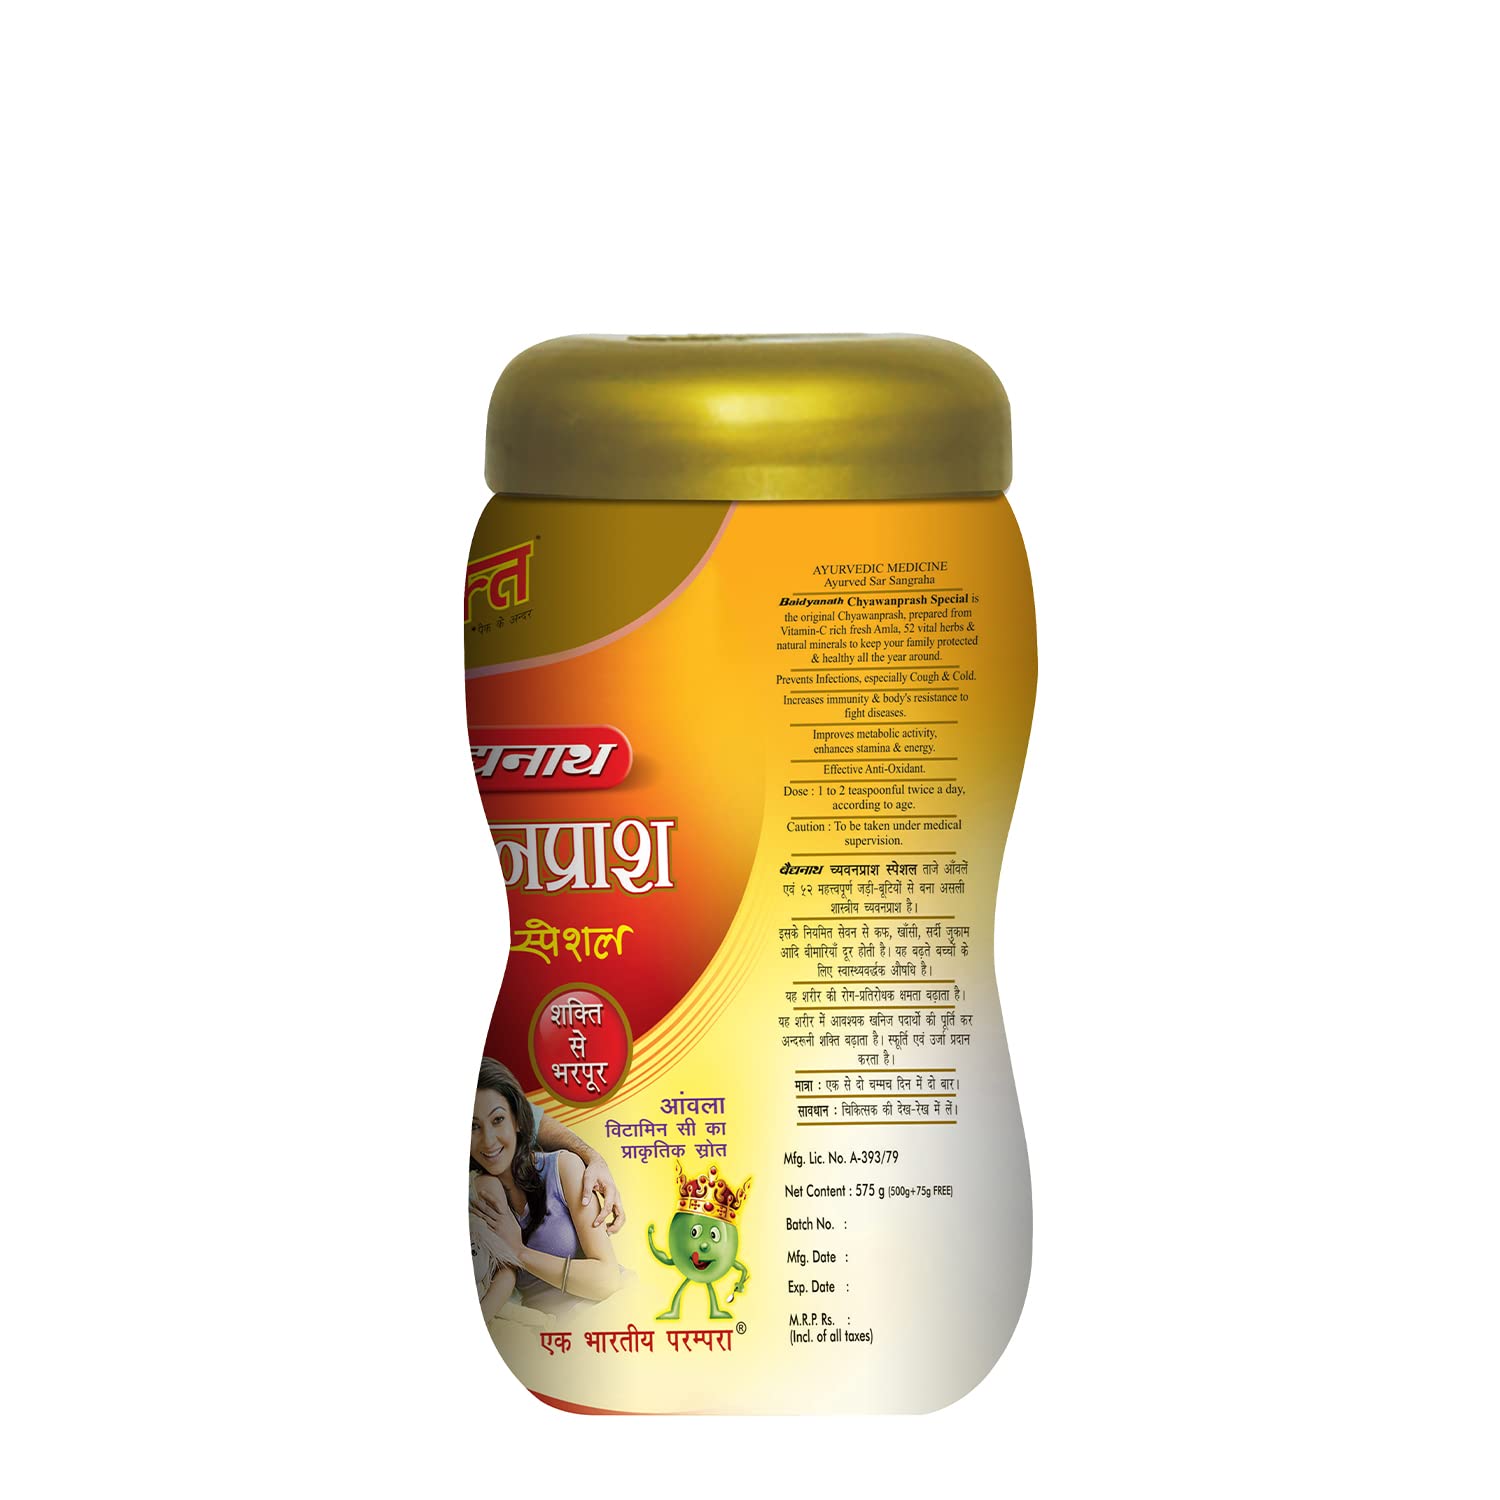 पैक के अन्दर
द्यनाथ
नप्राश
स्पेशल
शक्ति
से
भरपूर
आंवला
विटामिन सी का
प्राकृतिक स्रोत
एक भारतीय परम्परा®
AYURVEDIC MEDICINE
Ayurved Sar Sangraha
Baidyanath Chyawanprash Special is
the original Chyawanprash, prepared from
Vitamin-C rich fresh Amla, 52 vital herbs &
natural minerals to keep your family protected
& healthy all the year around.
Prevents Infections, especially Cough & Cold.
Increases immunity & body's resistance to
fight diseases.
Improves metabolic activity,
enhances stamina & energy.
Effective Anti-Oxidant.
Dose : 1 to 2 teaspoonful twice a day,
according to age.
Caution : To be taken under medical
supervision.
बैद्यनाथ च्यवनप्राश स्पेशल ताजे आँवलें
एवं ५२ महत्त्वपूर्ण जड़ी-बूटियों से बना असली
शास्त्रीय च्यवनप्राश है।
इसके नियमित सेवन से कफ, खाँसी, सर्दी जुकाम
आदि बीमारियाँ दूर होती है। यह बढ़ते बच्चों के
लिए स्वास्थ्यवर्द्धक औषधि है।
यह शरीर की रोग-प्रतिरोधक क्षमता बढ़ाता है।
यह शरीर में आवश्यक खनिज पदार्थो की पूर्ति कर
अन्दरूनी शक्ति बढ़ाता है। स्फूर्ति एवं उर्जा प्रदान
करता है।
मात्रा : एक से दो चम्मच दिन में दो बार।
सावधान : चिकित्सक की देख-रेख में लें।
Mfg. Lic. No. A-393/79
Net Content : 575 g (500g+75g FREE)
Batch No. :
Mfg. Date :
Exp. Date :
M.R.P. Rs. :
(Incl. of all taxes)